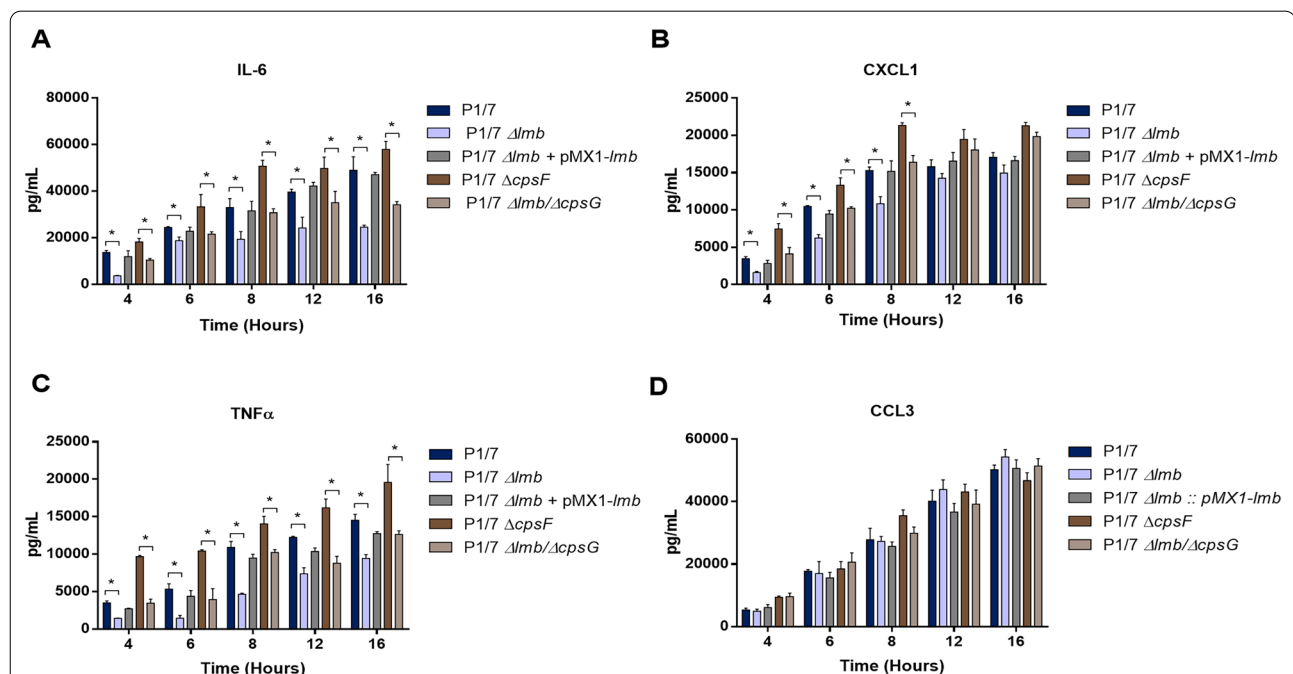 A
IL-6
80000
60000
40000
20000
0
pg/mL
* * * * * * * * * *
4 6 8 12 16
Time (Hours)
P1/7
P1/7 Δlmb
P1/7 Δlmb + pMX1-lmb
P1/7 ΔcpsF
P1/7 Δlmb/ΔcpsG
B
CXCL1
25000
20000
15000
10000
5000
0
pg/mL
* * * * * *
4 6 8 12 16
Time (Hours)
P1/7
P1/7 Δlmb
P1/7 Δlmb + pMX1-lmb
P1/7 ΔcpsF
P1/7 Δlmb/ΔcpsG
C
TNFα
25000
20000
15000
10000
5000
0
pg/mL
* * * * * * * * * *
4 6 8 12 16
Time (Hours)
P1/7
P1/7 Δlmb
P1/7 Δlmb + pMX1-lmb
P1/7 ΔcpsF
P1/7 Δlmb/ΔcpsG
D
CCL3
60000
40000
20000
0
pg/mL
4 6 8 12 16
Time (Hours)
P1/7
P1/7 Δlmb
P1/7 Δlmb :: pMX1-lmb
P1/7 ΔcpsF
P1/7 Δlmb/ΔcpsG